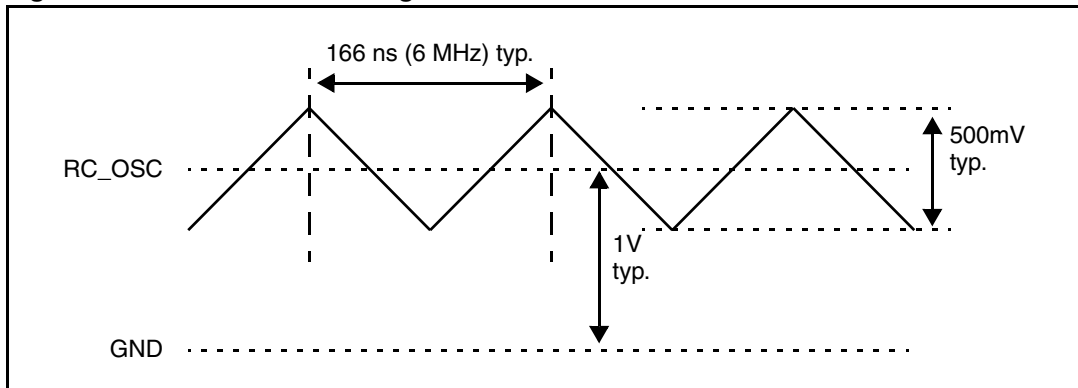 166 ns (6 MHz) typ.
500mV
typ.
RC_OSC
1V
typ.
GND